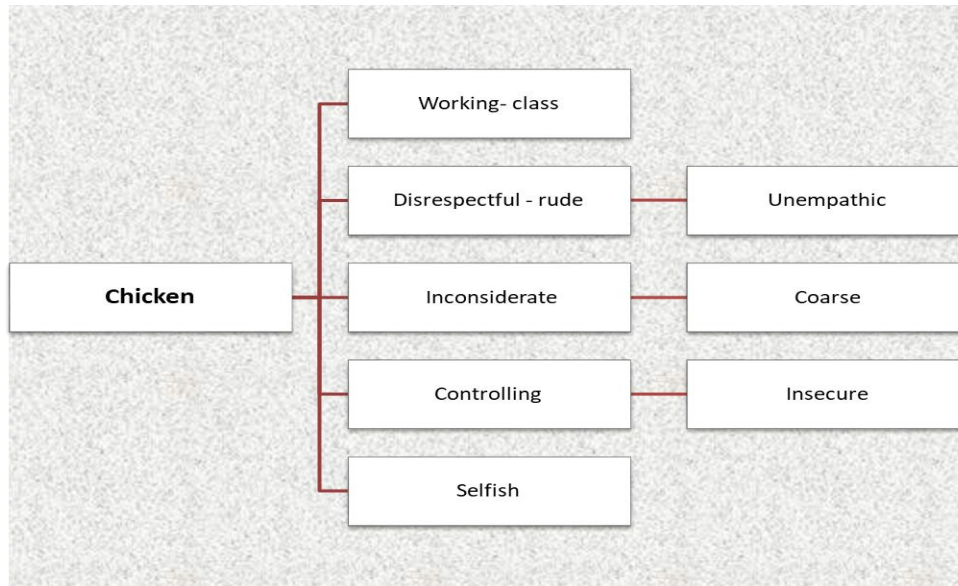 Working- class
Disrespectful - rude
Unempathic
Chicken
Inconsiderate
Coarse
Controlling
Insecure
Selfish